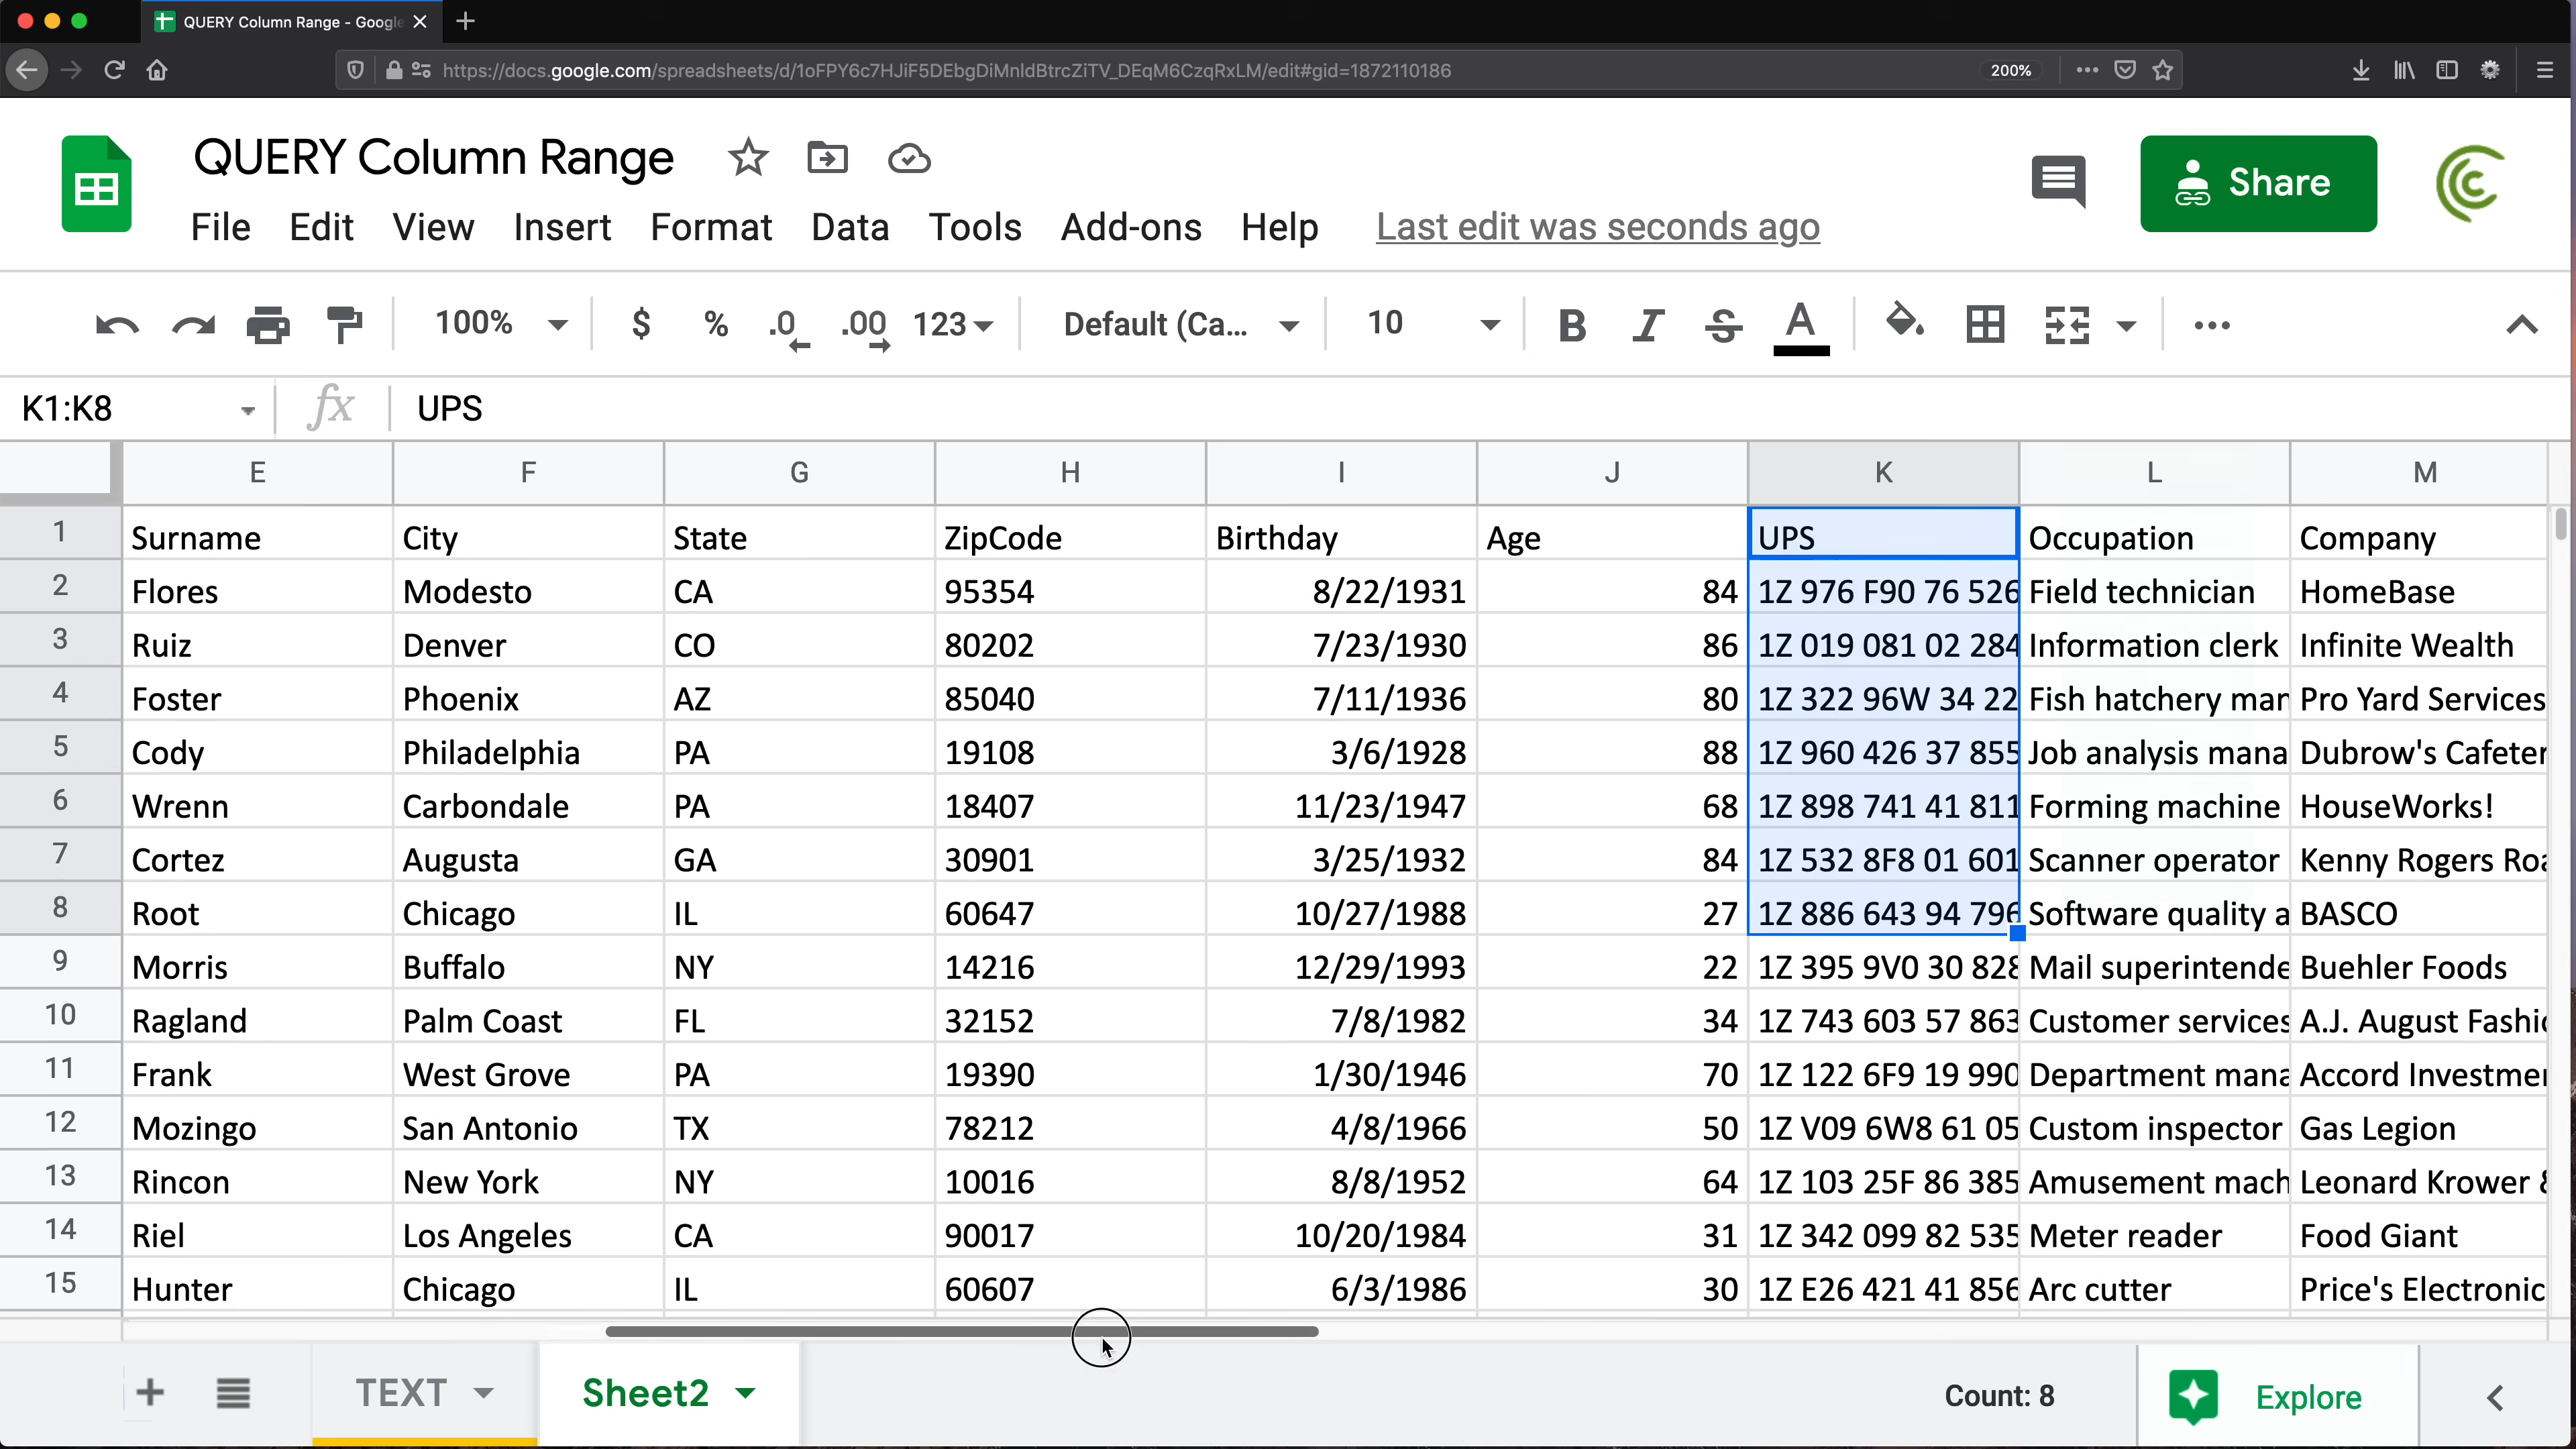 QUERY Column Range - Google
https://docs.google.com/spreadsheets/d/1oFPY6c7HJiF5DEbgDiMnIdBtrcZiTV_DEqM6CzqRxLM/edit#gid=1872110186 200%
QUERY Column Range
Share
File Edit View Insert Format Data Tools Add-ons Help Last edit was seconds ago
100% $ % .0 .00 123 Default (Ca... 10 B I S A
K1:K8 fx UPS
E F G H I J K L M
1 Surname City State ZipCode Birthday Age UPS Occupation Company
2 Flores Modesto CA 95354 8/22/1931 84 1Z 976 F90 76 526 Field technician HomeBase
3 Ruiz Denver CO 80202 7/23/1930 86 1Z 019 081 02 284 Information clerk Infinite Wealth
4 Foster Phoenix AZ 85040 7/11/1936 80 1Z 322 96W 34 22 Fish hatchery man Pro Yard Services
5 Cody Philadelphia PA 19108 3/6/1928 88 1Z 960 426 37 855 Job analysis mana Dubrow's Cafeter
6 Wrenn Carbondale PA 18407 11/23/1947 68 1Z 898 741 41 811 Forming machine HouseWorks!
7 Cortez Augusta GA 30901 3/25/1932 84 1Z 532 8F8 01 601 Scanner operator Kenny Rogers Roa
8 Root Chicago IL 60647 10/27/1988 27 1Z 886 643 94 796 Software quality a BASCO
9 Morris Buffalo NY 14216 12/29/1993 22 1Z 395 9V0 30 828 Mail superintende Buehler Foods
10 Ragland Palm Coast FL 32152 7/8/1982 34 1Z 743 603 57 863 Customer services A.J. August Fashio
11 Frank West Grove PA 19390 1/30/1946 70 1Z 122 6F9 19 990 Department mana Accord Investmen
12 Mozingo San Antonio TX 78212 4/8/1966 50 1Z V09 6W8 61 05 Custom inspector Gas Legion
13 Rincon New York NY 10016 8/8/1952 64 1Z 103 25F 86 385 Amusement mach Leonard Krower &
14 Riel Los Angeles CA 90017 10/20/1984 31 1Z 342 099 82 535 Meter reader Food Giant
15 Hunter Chicago IL 60607 6/3/1986 30 1Z E26 421 41 856 Arc cutter Price's Electronic
TEXT Sheet2 Count: 8 Explore